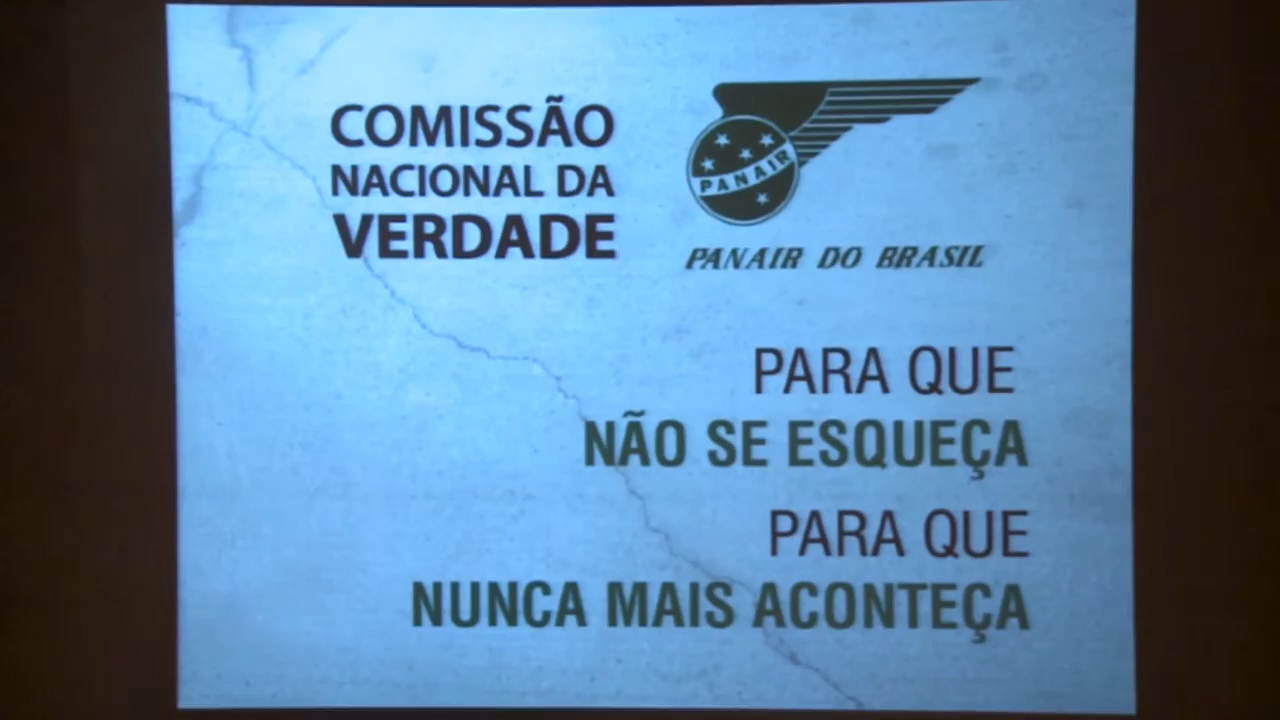 COMISSÃO
NACIONAL DA
VERDADE
PANAIR
PANAIR DO BRASIL
PARA QUE
NÃO SE ESQUEÇA
PARA QUE
NUNCA MAIS ACONTEÇA